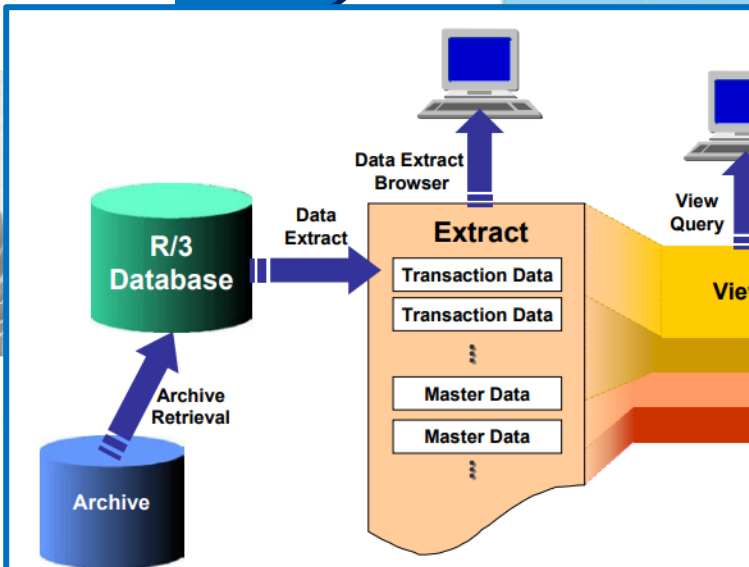 Data Extract
Browser
View
Query
Data
Extract
R/3
Database
Extract
Transaction Data
Transaction Data
Master Data
Master Data
Archive
Retrieval
Archive